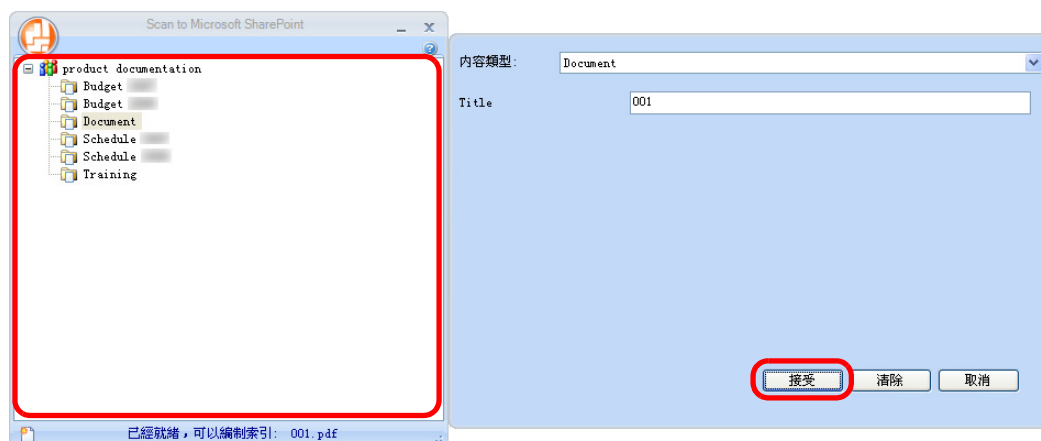 Scan to Microsoft SharePoint
product documentation
Budget
Budget
Document
Schedule
Schedule
Training
已經就緒，可以編制索引: 001.pdf
內容類型: Document
Title 001
接受 清除 取消